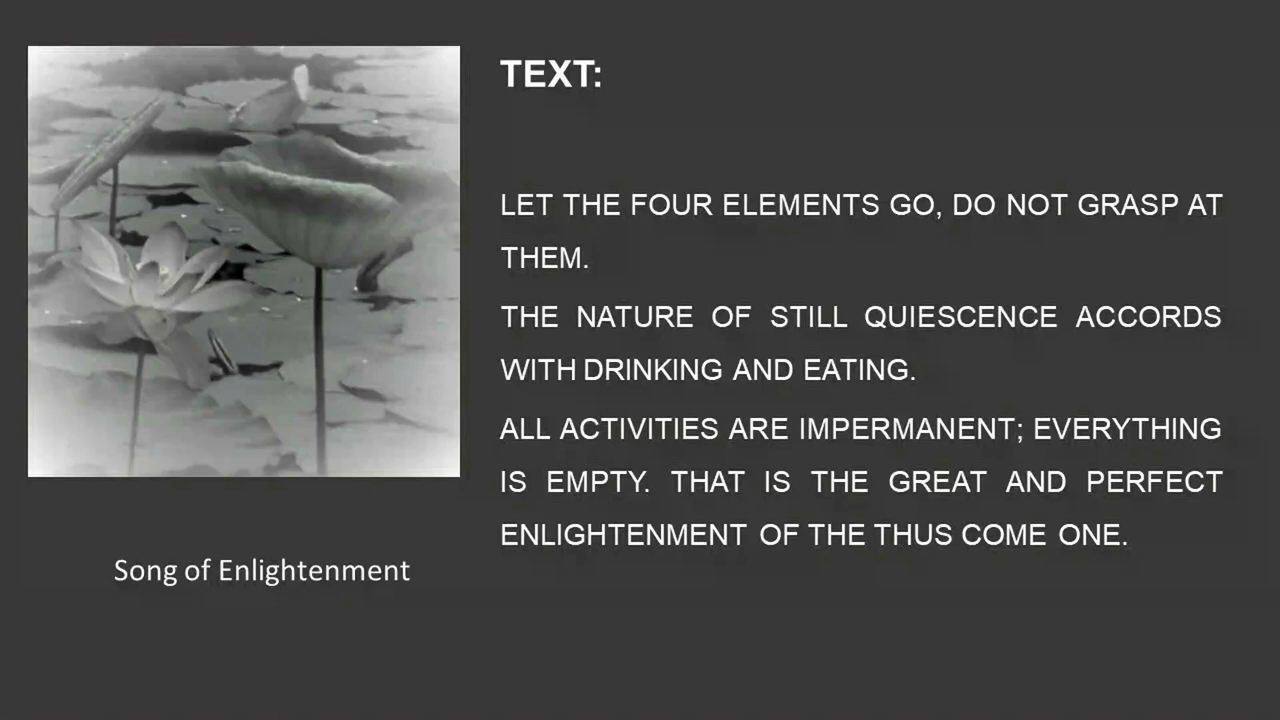 TEXT:
LET THE FOUR ELEMENTS GO, DO NOT GRASP AT
THEM.
THE NATURE OF STILL QUIESCENCE ACCORDS
WITH DRINKING AND EATING.
ALL ACTIVITIES ARE IMPERMANENT; EVERYTHING
IS EMPTY. THAT IS THE GREAT AND PERFECT
ENLIGHTENMENT OF THE THUS COME ONE.
Song of Enlightenment